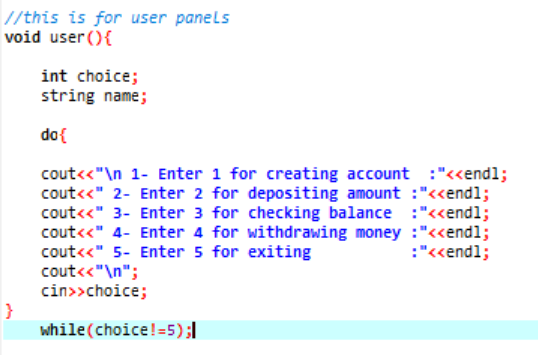 //this is for user panels
void user(){
int choice;
string name;
do{
cout<<"\n 1- Enter 1 for creating account  :"<<endl;
cout<<" 2- Enter 2 for depositing amount :"<<endl;
cout<<" 3- Enter 3 for checking balance  :"<<endl;
cout<<" 4- Enter 4 for withdrawing money :"<<endl;
cout<<" 5- Enter 5 for exiting           :"<<endl;
cout<<"\n";
cin>>choice;
}
while(choice!=5);